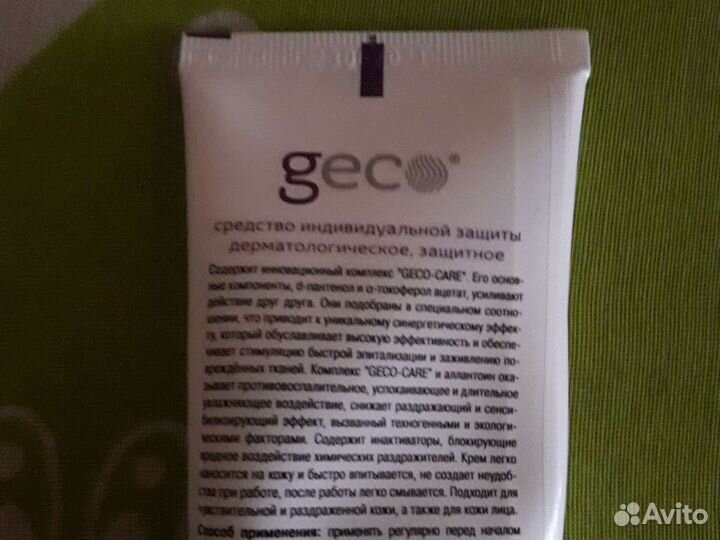 geco®
средство индивидуальной защиты
дерматологическое, защитное
Содержит инновационный комплекс "GECO-CARE". Его основ-
ные компоненты, d-пантенол и α-токоферол ацетат, усиливают
действие друг друга. Они подобраны в специальном соотно-
шении, что приводит к уникальному синергетическому эффек-
ту, который обуславливает высокую эффективность и обеспе-
чивает стимуляцию быстрой эпитализации и заживлению по-
вреждённых тканей. Комплекс "GECO-CARE" и аллантоин ока-
зывает противовоспалительное, успокаивающее и длительное
увлажняющее воздействие, снижает раздражающий и сенси-
билизирующий эффект, вызванный техногенными и экологи-
ческими факторами. Содержит инактиваторы, блокирующие
вредное воздействие химических раздражителей. Крем легко
наносится на кожу и быстро впитывается, не создает неудоб-
ства при работе, после работы легко смывается. Подходит для
чувствительной и раздраженной кожи, а также для кожи лица.
Способ применения: применять регулярно перед началом
Avito